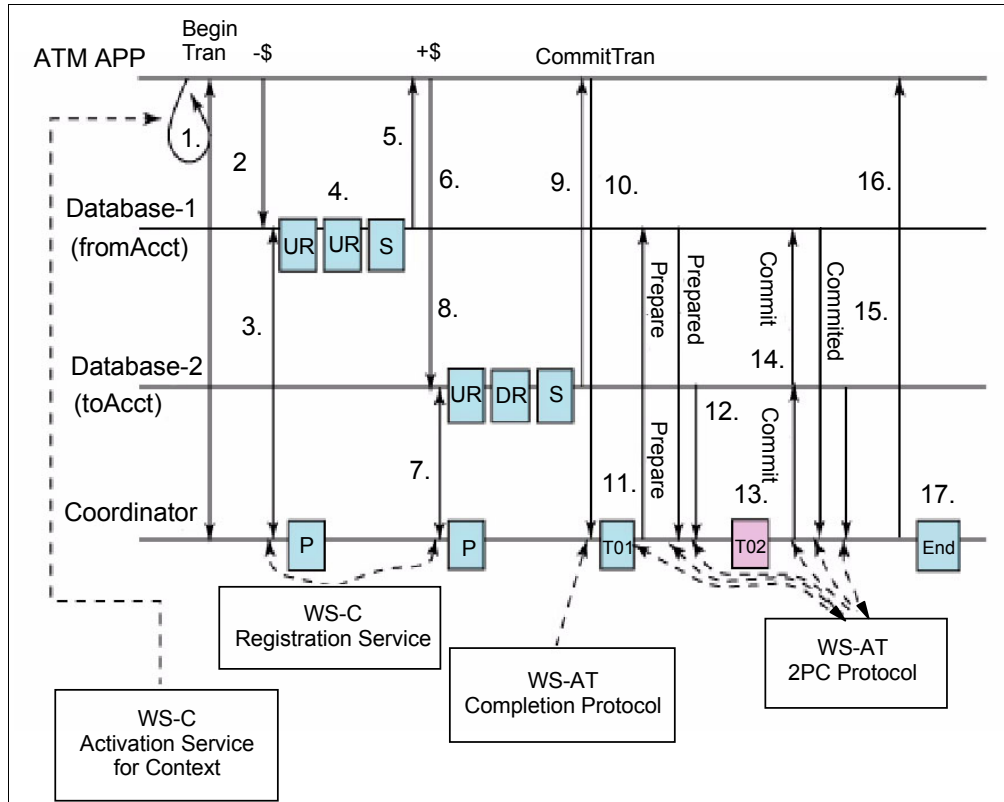 Begin
Tran
-$
+$
ATM APP
CommitTran
1.
2
5.
6.
9.
10.
16.
4.
Database-1
(fromAcct)
UR
UR
S
3.
8.
Prepare
Prepared
Commit
Commited
15.
14.
Database-2
(toAcct)
UR
DR
S
7.
11.
Prepare
12.
13.
Commit
17.
Coordinator
P
P
T01
T02
End
WS-C
Registration Service
WS-AT
Completion Protocol
WS-AT
2PC Protocol
WS-C
Activation Service
for Context